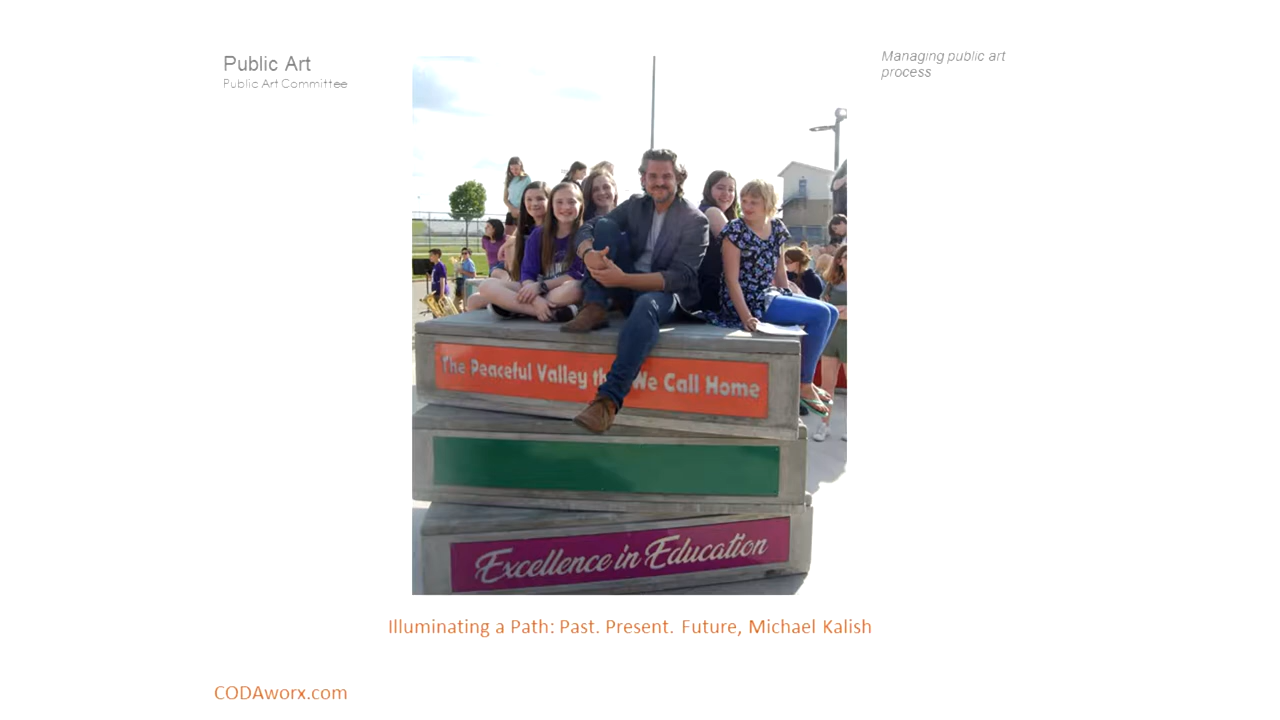 Public Art
Public Art Committee
Managing public art
process
The Peaceful Valley We Call Home
Excellence in Education
Illuminating a Path: Past. Present. Future, Michael Kalish
CODAworx.com